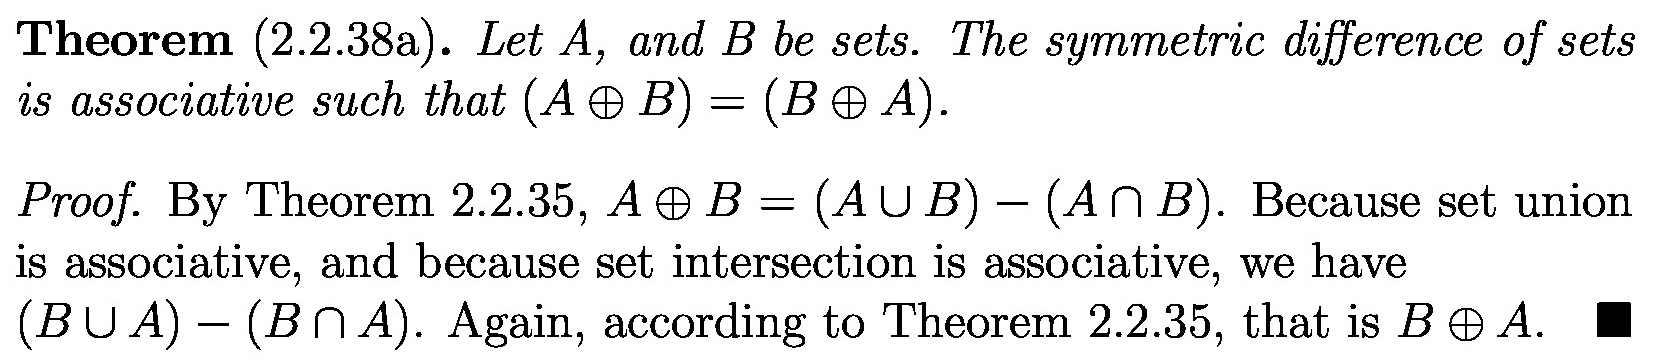 Theorem (2.2.38a). Let A, and B be sets. The symmetric difference of sets
is associative such that (A ⊕ B) = (B ⊕ A).
Proof. By Theorem 2.2.35, A ⊕ B = (A ∪ B) − (A ∩ B). Because set union
is associative, and because set intersection is associative, we have
(B ∪ A) − (B ∩ A). Again, according to Theorem 2.2.35, that is B ⊕ A. ■